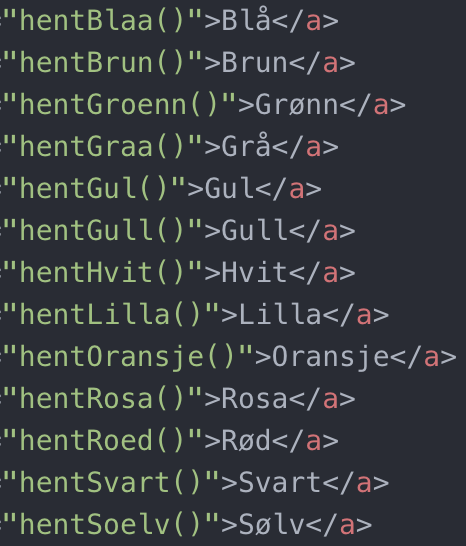 ="hentBlaa()">Blå</a>
="hentBrun()">Brun</a>
="hentGroenn()">Grønn</a>
="hentGraa()">Grå</a>
="hentGul()">Gul</a>
="hentGull()">Gull</a>
="hentHvit()">Hvit</a>
="hentLilla()">Lilla</a>
="hentOransje()">Oransje</a>
="hentRosa()">Rosa</a>
="hentRoed()">Rød</a>
="hentSvart()">Svart</a>
="hentSoelv()">Sølv</a>